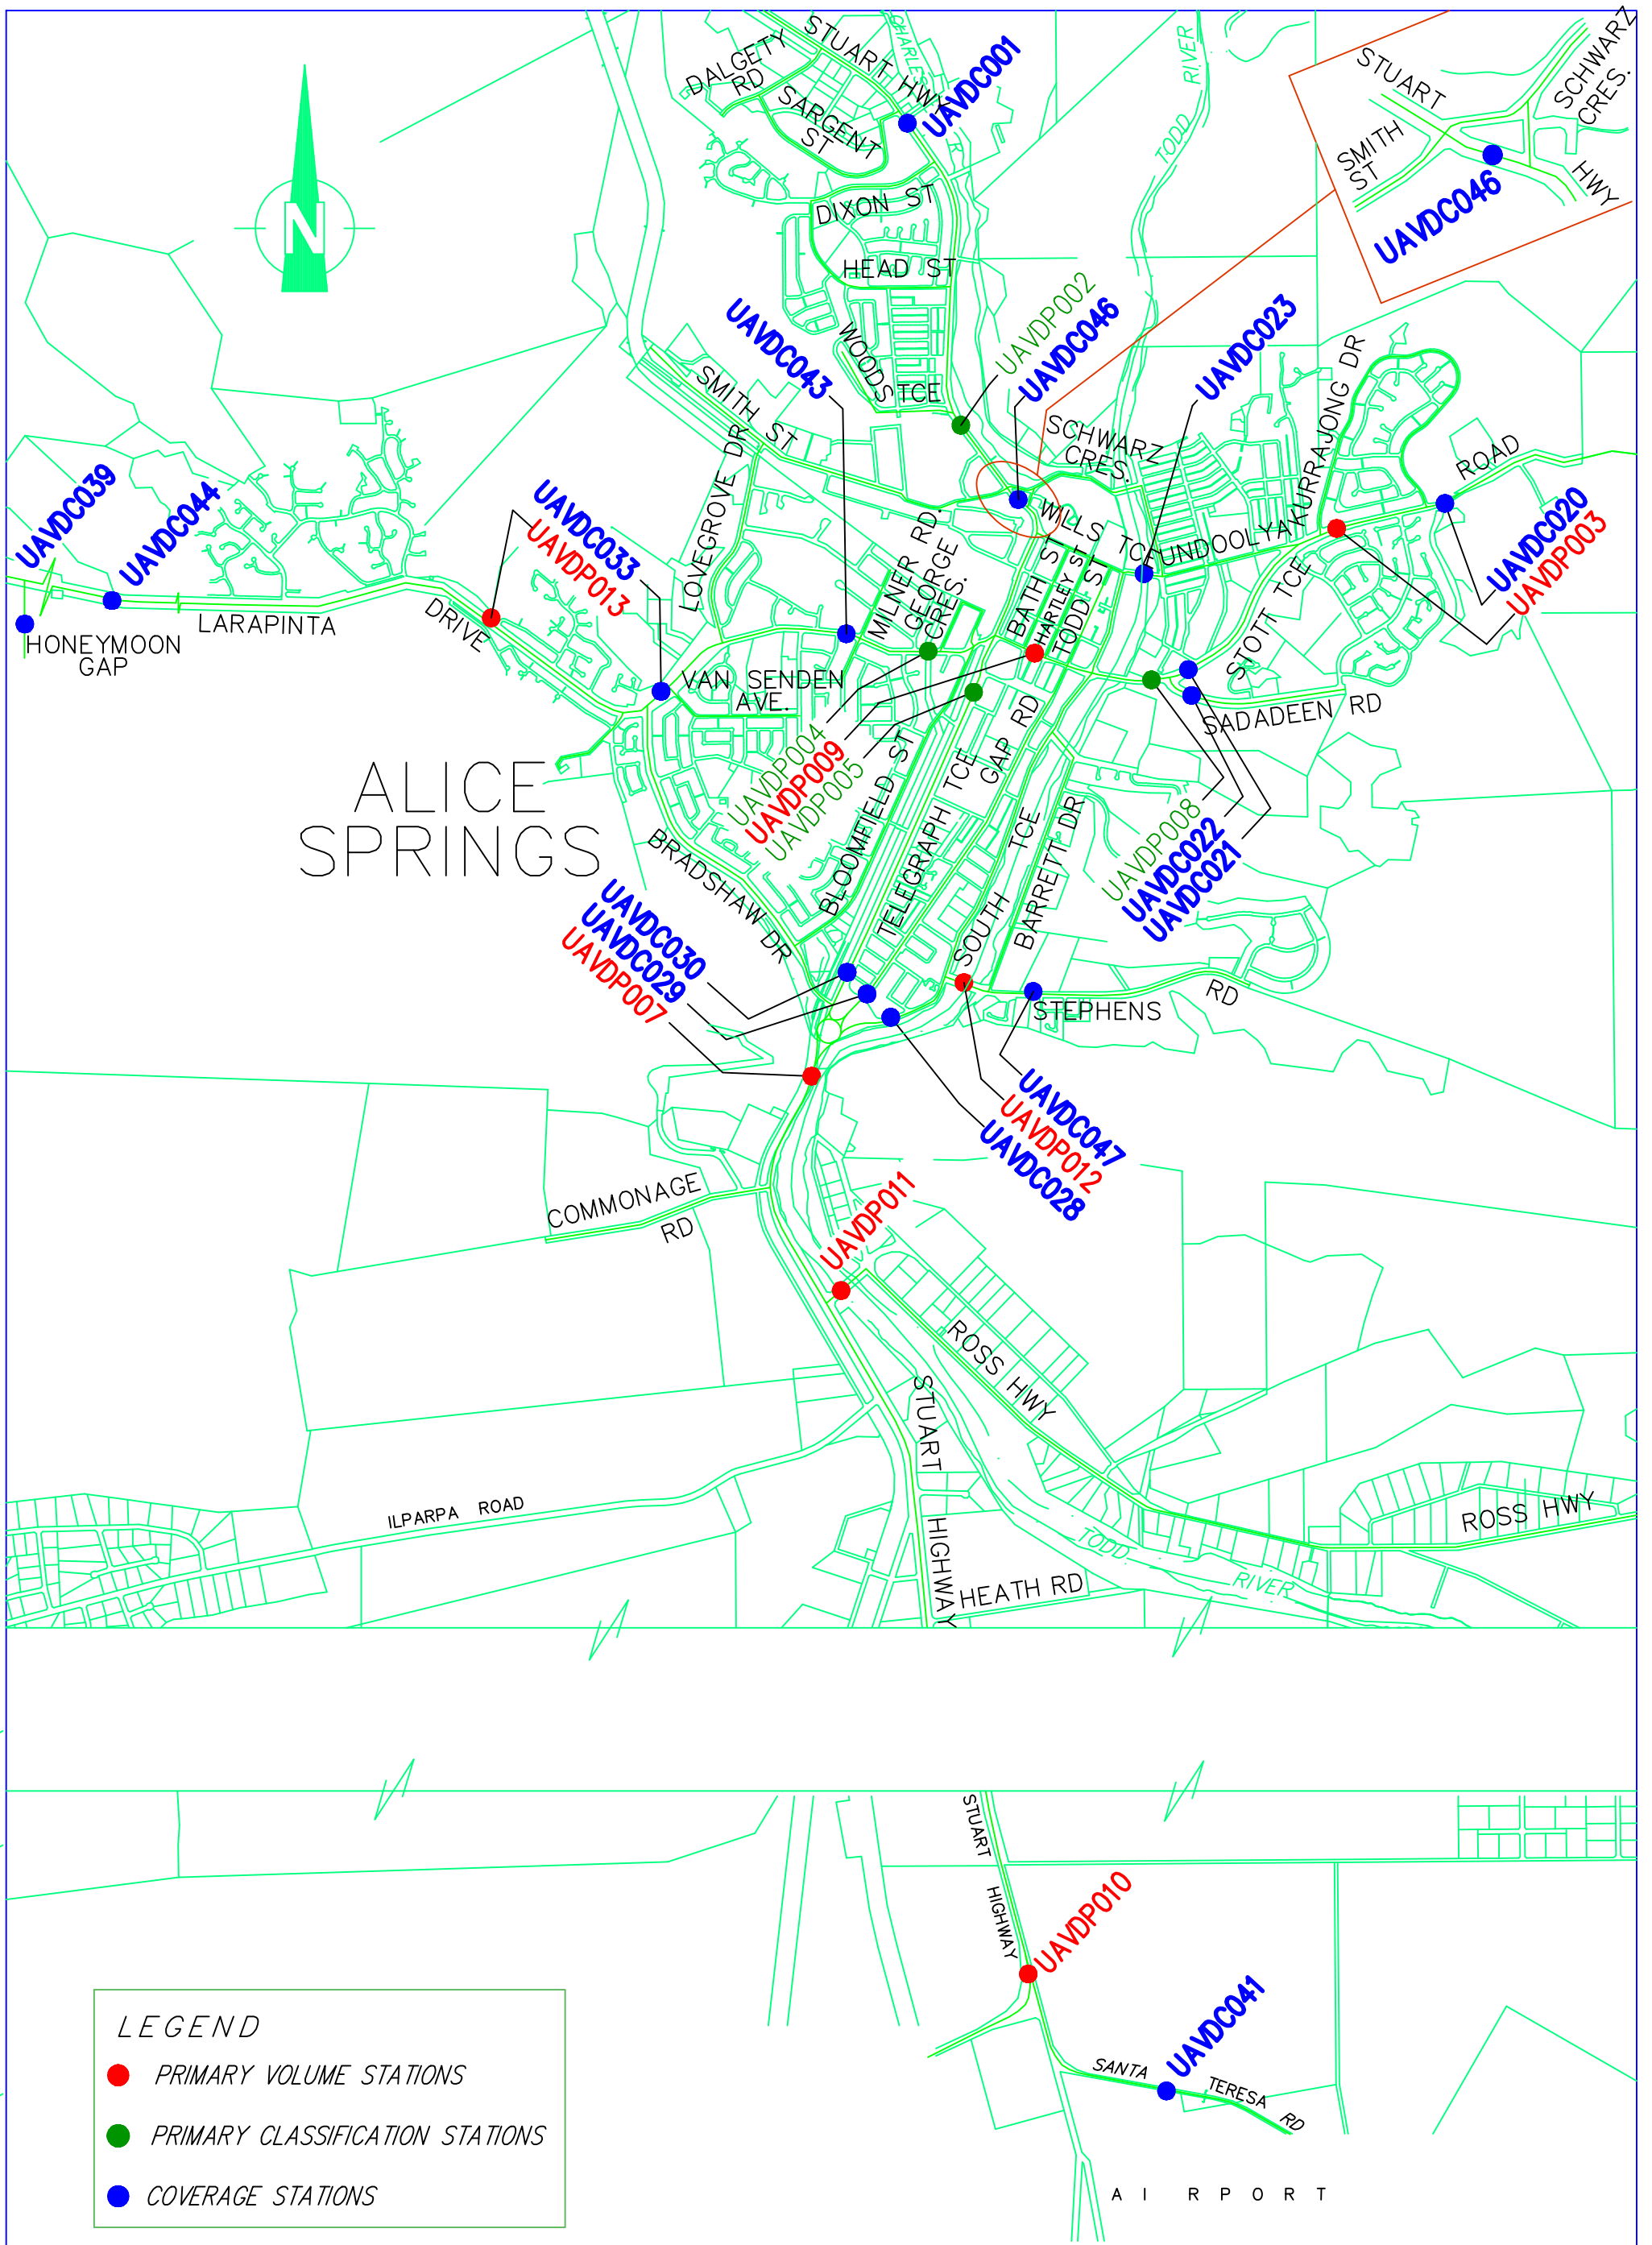 STUART HWY
CHARLES
R
DALGETY
RD
SARGENT
ST
UAVDC001
RIVER
TODD
STUART
SCHWARZ
CRES.
SMITH
ST
HWY
UAVDC046
N
DIXON ST
HEAD ST
WOODS
TCE
UAVDP002
UAVDC046
UAVDC043
UAVDC023
SMITH ST
SCHWARZ
CRES.
KURRAJONG DR
ROAD
LOVEGROVE DR
WILLS TCE
UNDOOLYA
UAVDC039
UAVDC044
UAVDC033
UAVDP013
MILNER RD.
GEORGE
CRES.
BATH ST
HARTLEY ST
TODD ST
STOTT TCE
UAVDC020
UAVDP003
HONEYMOON
GAP
LARAPINTA
DRIVE
VAN SENDEN
AVE.
SADADEEN RD
UAVDP004
UAVDP009
UAVDP005
BLOOMFIELD ST
TELEGRAPH TCE
GAP RD
SOUTH TCE
BARRETT DR
UAVDP008
UAVDC022
UAVDC021
ALICE
SPRINGS
BRADSHAW DR
UAVDC030
UAVDC029
UAVDP007
STEPHENS
RD
UAVDC047
UAVDP012
UAVDC028
COMMONAGE
RD
UAVDP011
ROSS HWY
STUART
HIGHWAY
ILPARPA ROAD
ROSS HWY
TODD
RIVER
HEATH RD
STUART
HIGHWAY
UAVDP010
UAVDC041
SANTA
TERESA
RD
AIRPORT
LEGEND
PRIMARY VOLUME STATIONS
PRIMARY CLASSIFICATION STATIONS
COVERAGE STATIONS